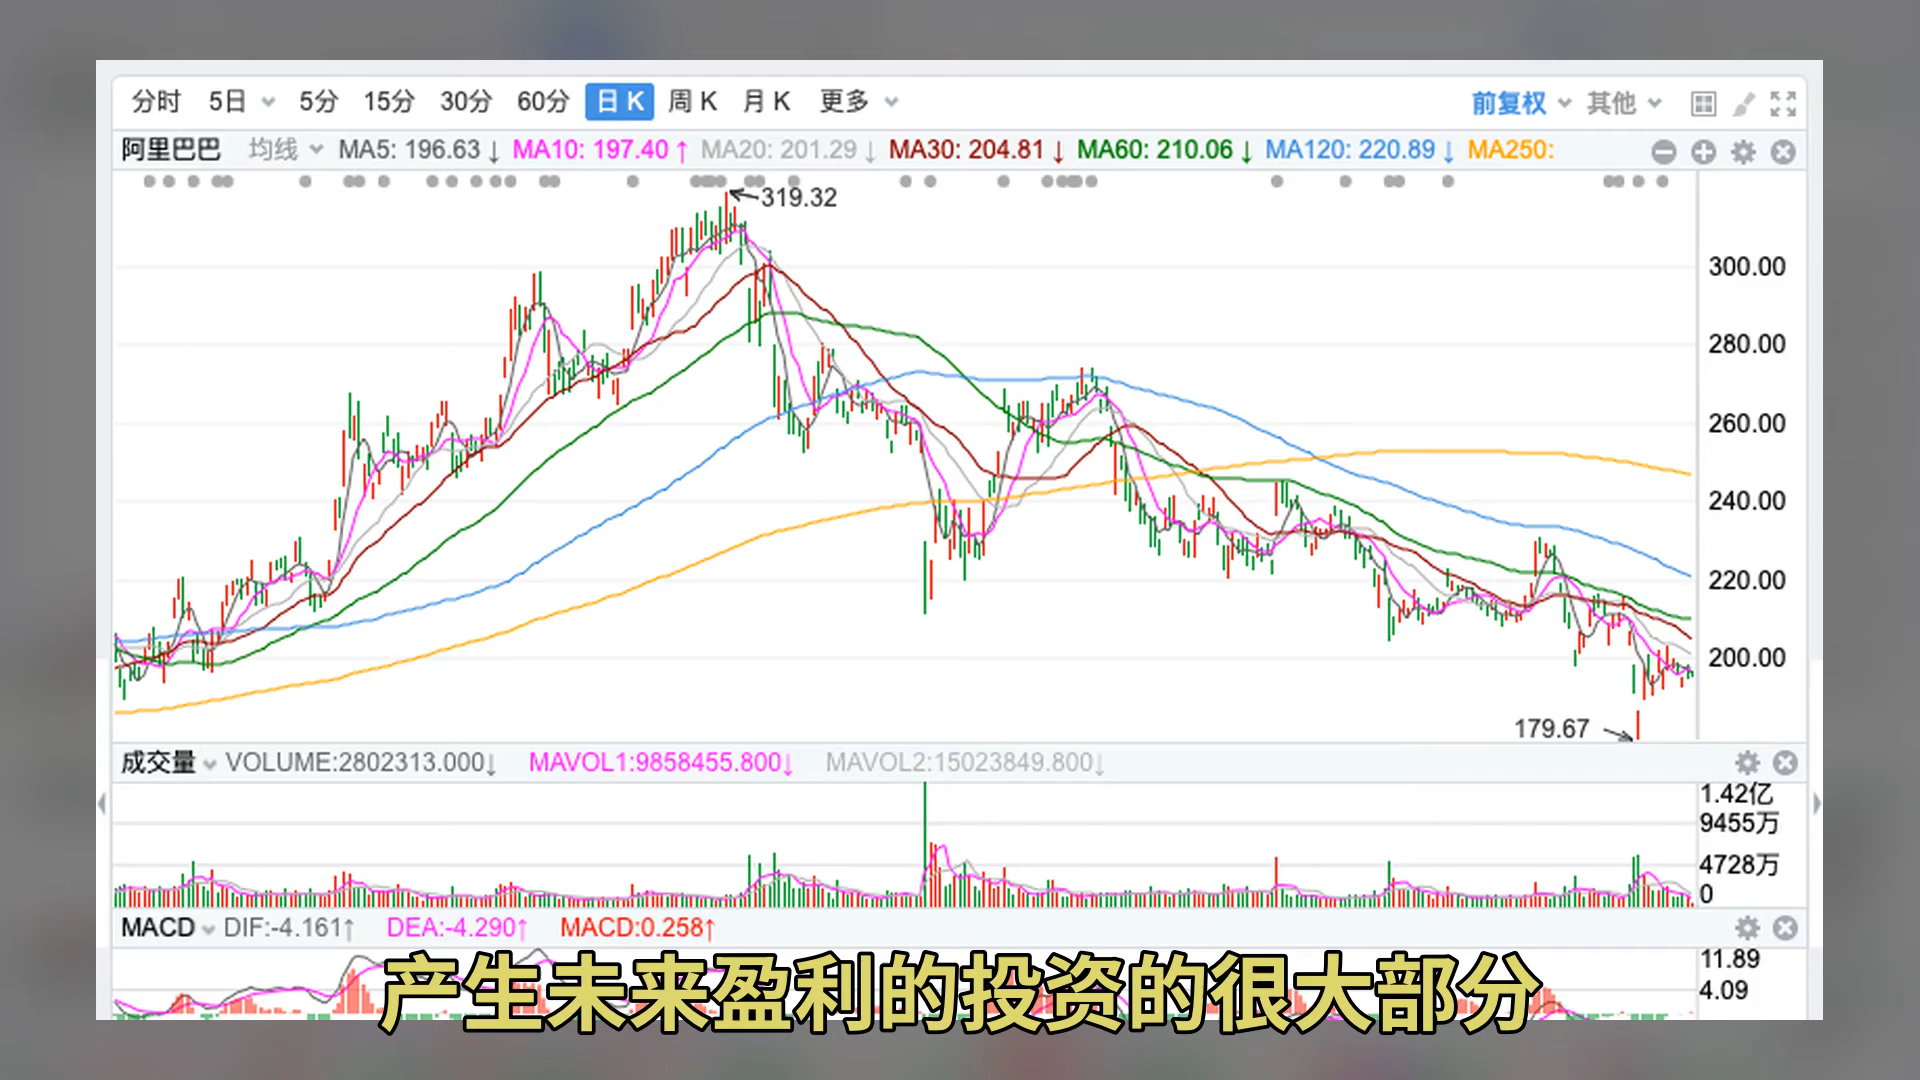 分时 5日 5分 15分 30分 60分 日K 周K 月K 更多 前复权 其他
阿里巴巴 均线 MA5: 196.63↓ MA10: 197.40↑ MA20: 201.29↓ MA30: 204.81↓ MA60: 210.06↓ MA120: 220.89↓ MA250:
319.32
300.00
280.00
260.00
240.00
220.00
200.00
179.67
成交量 VOLUME:2802313.000↓ MAVOL1:9858455.800↓ MAVOL2:15023849.800↓
1.42亿
9455万
4728万
0
MACD DIF:-4.161↑ DEA:-4.290↑ MACD:0.258↑
11.89
4.09
产生未来盈利的投资的很大部分